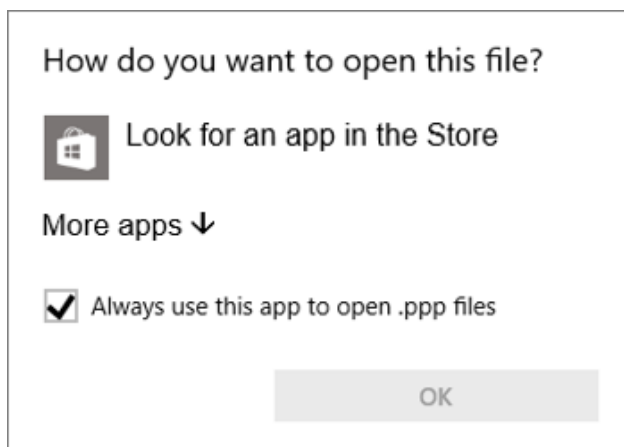 How do you want to open this file?
Look for an app in the Store
More apps ↓
Always use this app to open .ppp files
OK